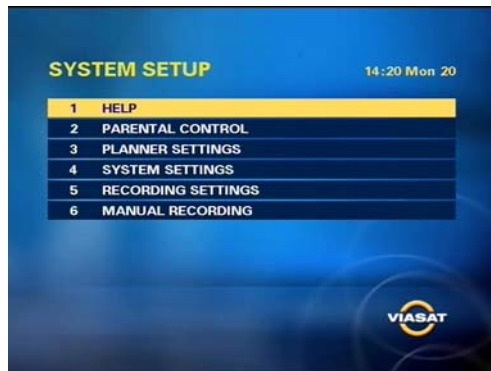 SYSTEM SETUP 14:20 Mon 20
1 HELP
2 PARENTAL CONTROL
3 PLANNER SETTINGS
4 SYSTEM SETTINGS
5 RECORDING SETTINGS
6 MANUAL RECORDING
VIASAT